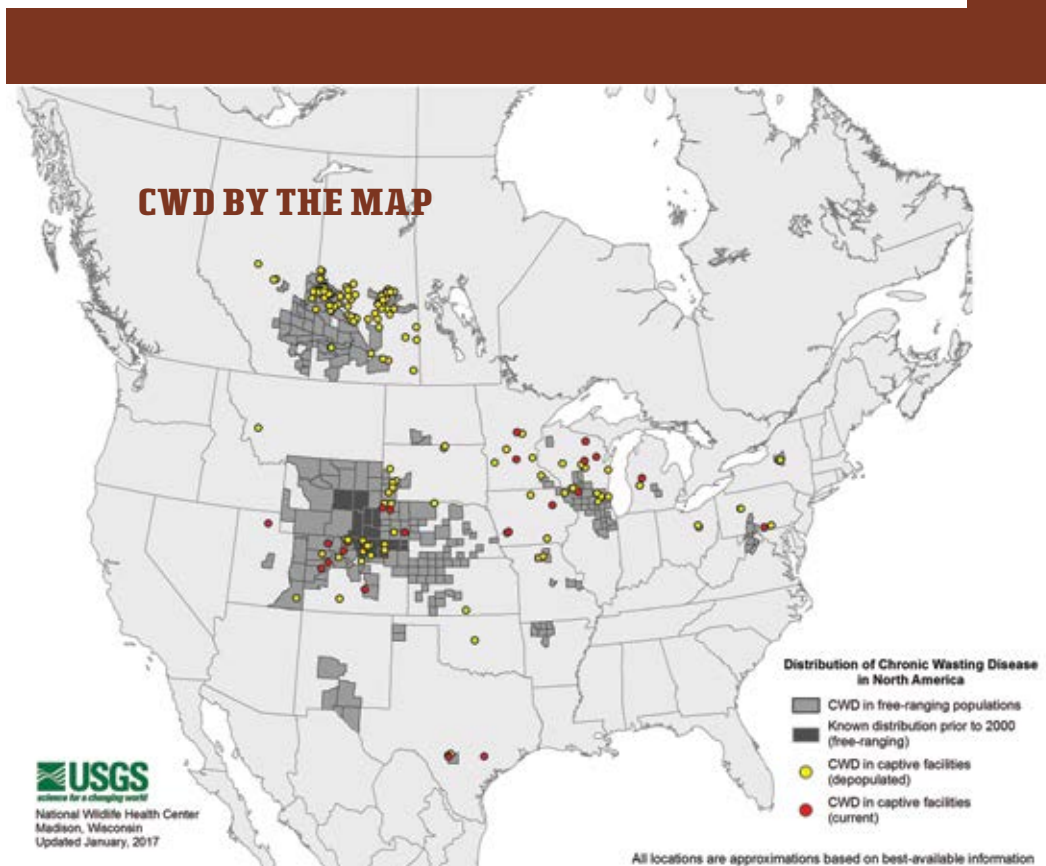 CWD BY THE MAP
Distribution of Chronic Wasting Disease
in North America
CWD in free-ranging populations
Known distribution prior to 2000
(free-ranging)
CWD in captive facilities
(depopulated)
CWD in captive facilities
(current)
USGS
science for a changing world
National Wildlife Health Center
Madison, Wisconsin
Updated January, 2017
All locations are approximations based on best-available information